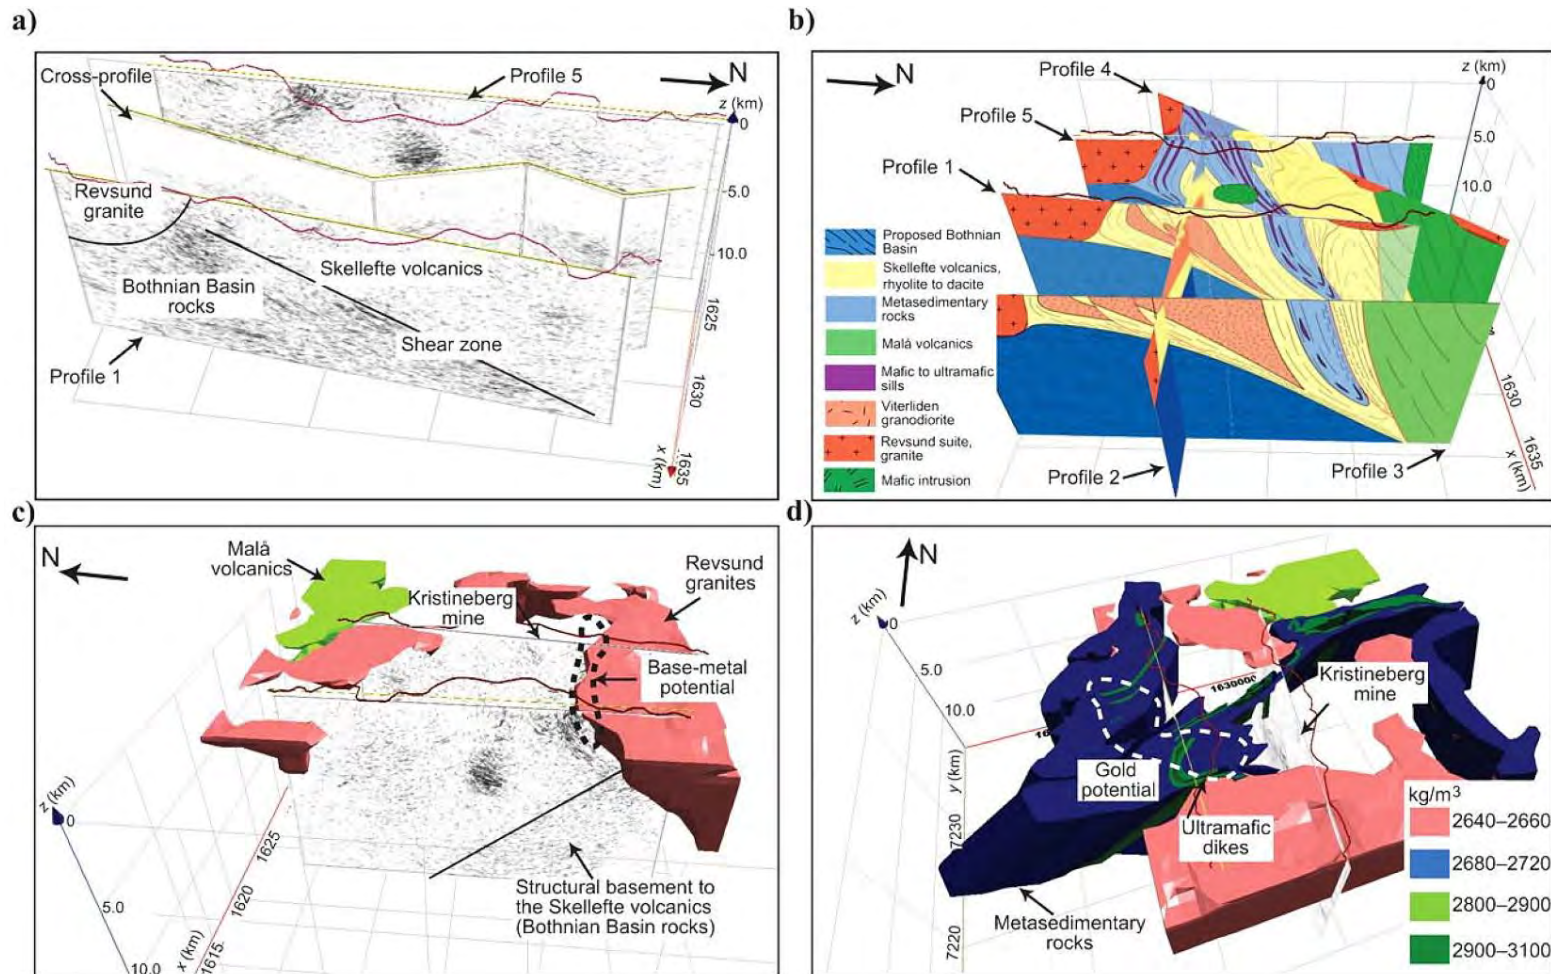 a)
Cross-profile
Profile 5
N
z (km)
0
-5.0
-10.0
Revsund
granite
Skellefte volcanics
Bothnian Basin
rocks
Shear zone
Profile 1
1625
1630
1635
x (km)
b)
N
Profile 4
z (km)
0
5.0
10.0
Profile 5
Profile 1
Proposed Bothnian
Basin
Skellefte volcanics,
rhyolite to dacite
Metasedimentary
rocks
Malå volcanics
Mafic to ultramafic
sills
Viterliden
granodiorite
Revsund suite,
granite
Mafic intrusion
Profile 2
Profile 3
1630
1635
x (km)
c)
N
Malå
volcanics
Kristineberg
mine
Revsund
granites
Base-metal
potential
z (km)
0
5.0
10.0
1625
1620
1615
x (km)
Structural basement to
the Skellefte volcanics
(Bothnian Basin rocks)
d)
N
z (km)
0
5.0
10.0
1630000
Kristineberg
mine
Gold
potential
y (km)
7230
7220
Ultramafic
dikes
Metasedimentary
rocks
kg/m³
2640–2660
2680–2720
2800–2900
2900–3100